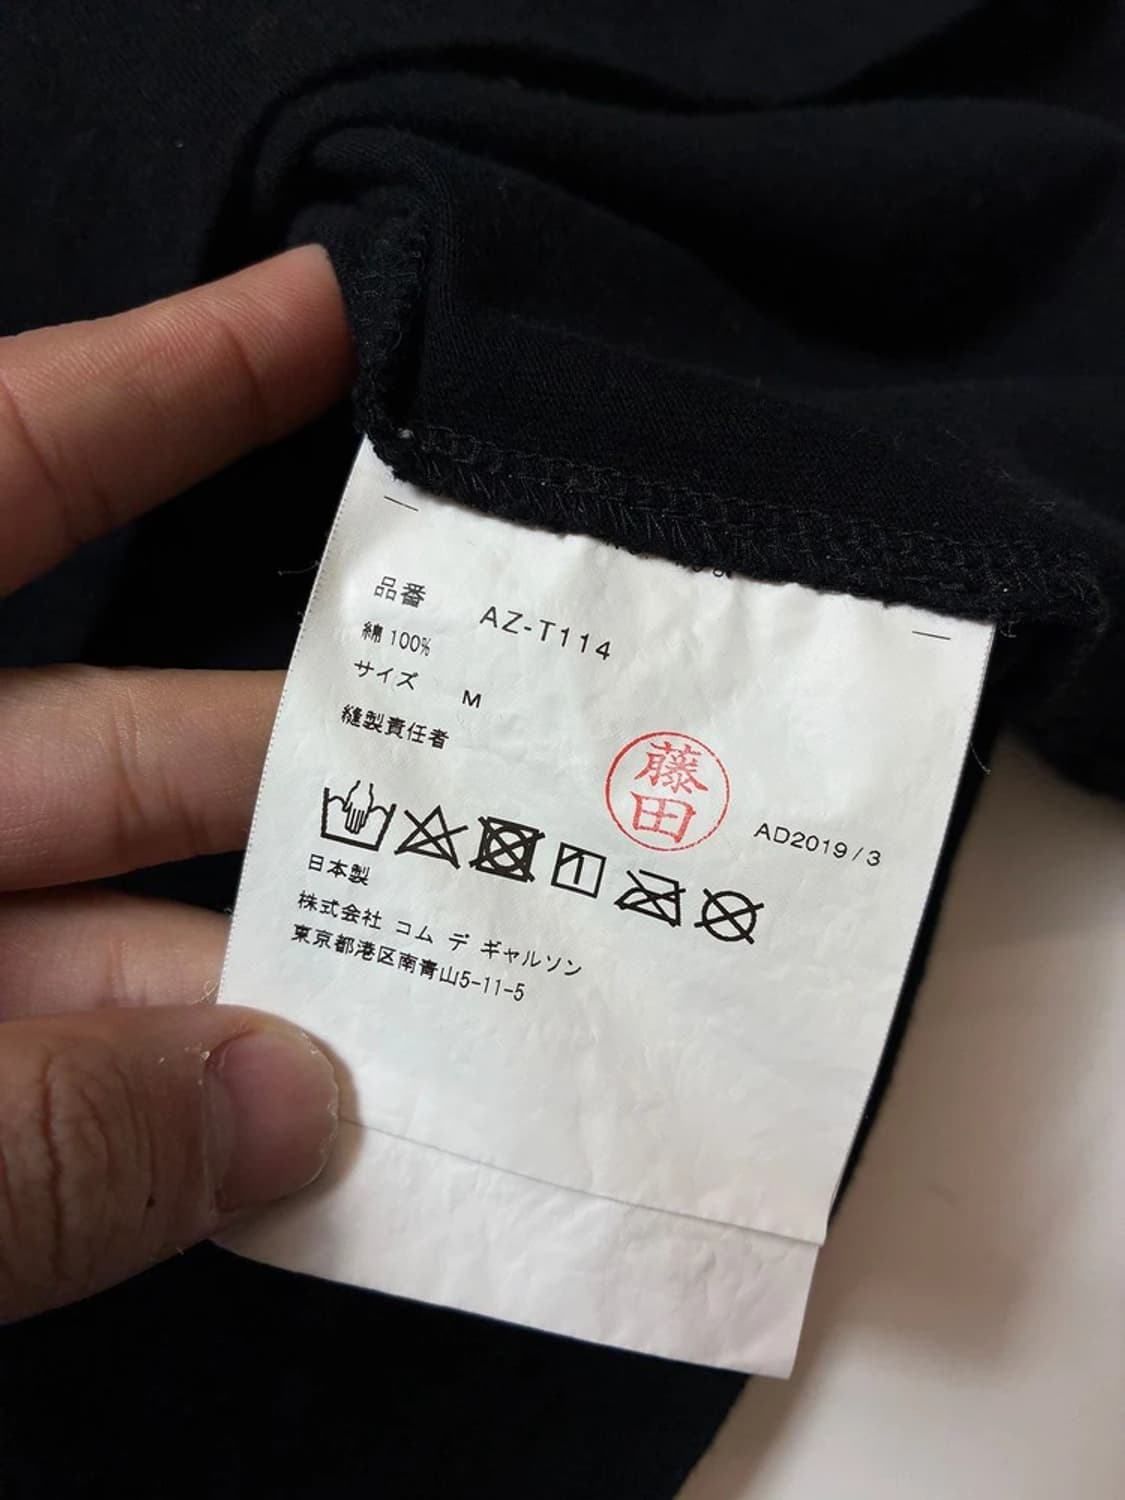 品番 AZ-T114
綿 100%
サイズ M
縫製責任者
藤
田
AD2019/3
日本製
株式会社 コム デ ギャルソン
東京都港区南青山5-11-5